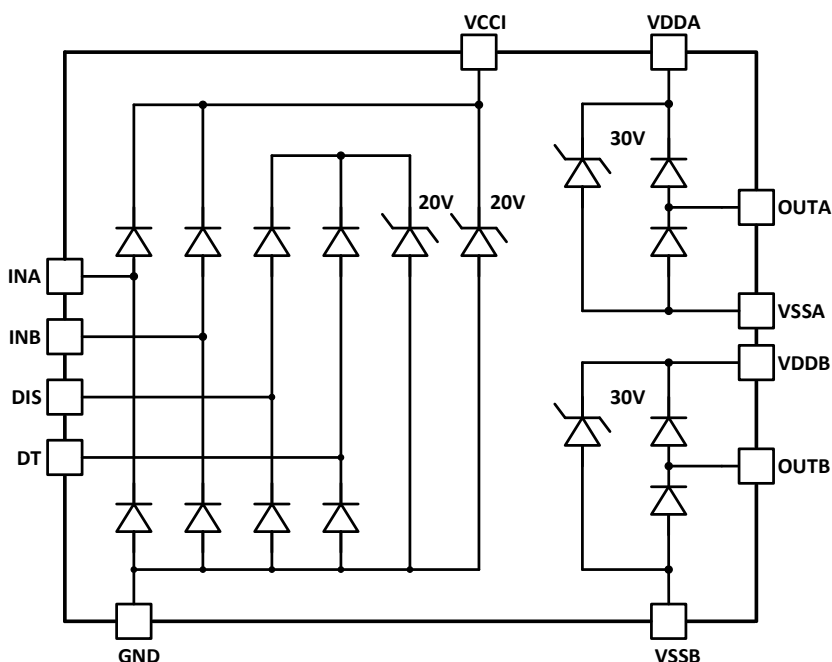 VCCI
VDDA
30V
20V
20V
OUTA
INA
VSSA
INB
VDDB
DIS
30V
DT
OUTB
GND
VSSB